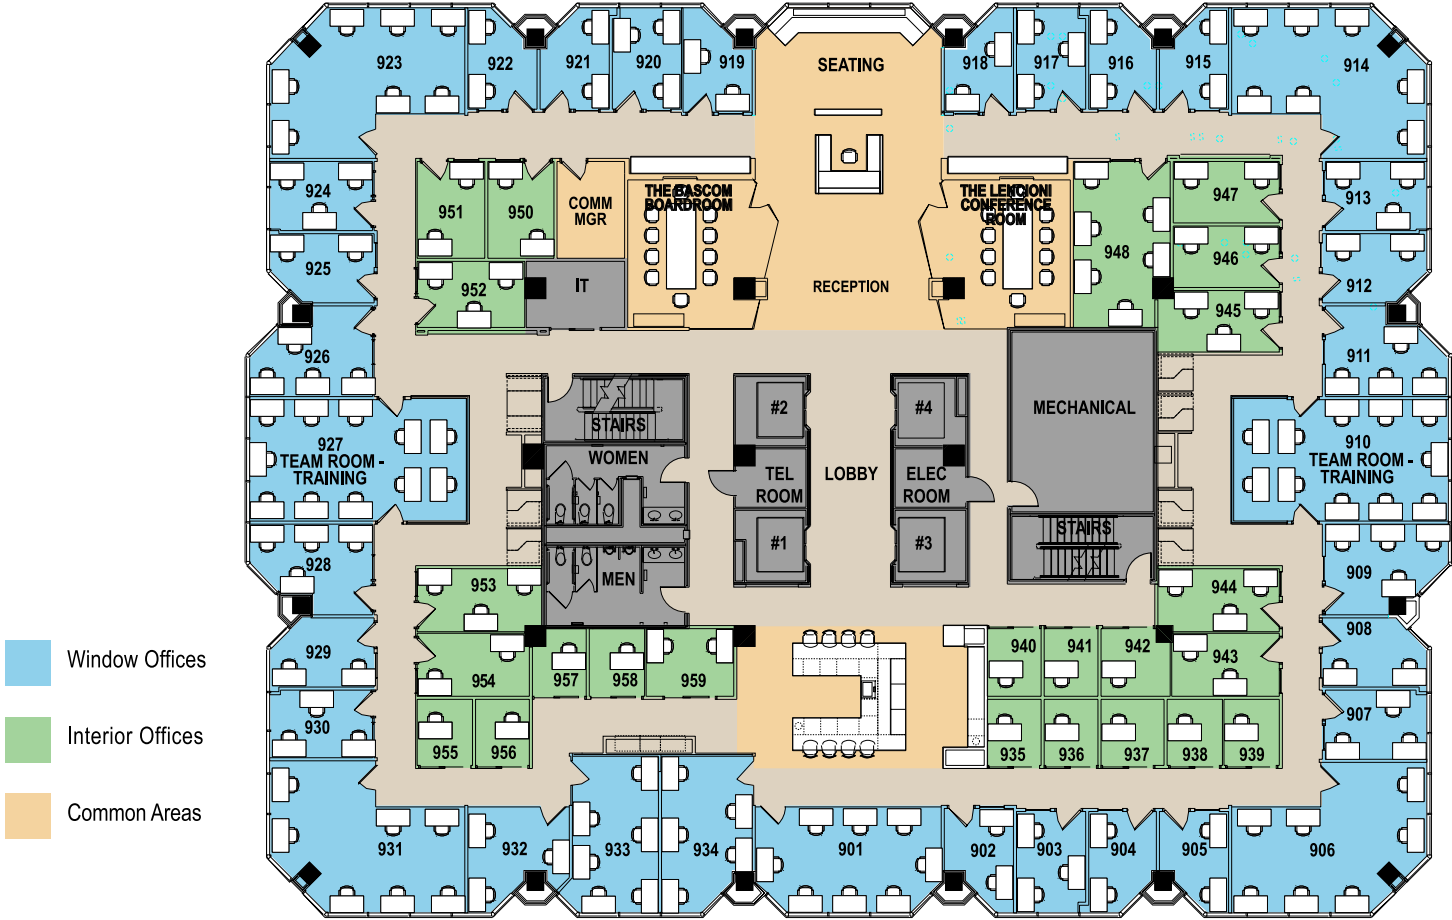 923
922
921
920
919
SEATING
918
917
916
915
914
924
951
950
COMM
MGR
THE BASCOM
BOARDROOM
THE LENCIONI
CONFERENCE
ROOM
948
947
913
925
952
IT
RECEPTION
946
945
912
926
911
STAIRS
#2
#4
MECHANICAL
927
TEAM ROOM -
TRAINING
WOMEN
TEL
ROOM
LOBBY
ELEC
ROOM
910
TEAM ROOM -
TRAINING
928
MEN
#1
#3
STAIRS
909
953
944
929
954
957
958
959
940
941
942
943
908
930
955
956
935
936
937
938
939
907
931
932
933
934
901
902
903
904
905
906
Window Offices
Interior Offices
Common Areas